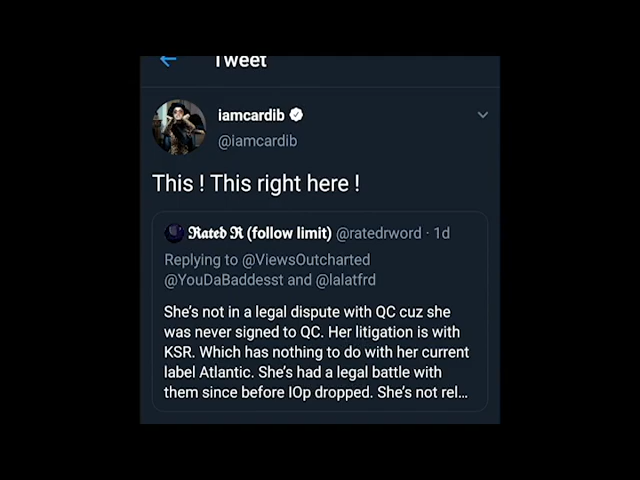 Tweet
iamcardib
@iamcardib
This ! This right here !
𝕽𝖆𝖙𝖊𝖉 𝕽 (follow limit) @ratedrword · 1d
Replying to @ViewsOutcharted
@YouDaBaddesst and @lalatfrd
She's not in a legal dispute with QC cuz she
was never signed to QC. Her litigation is with
KSR. Which has nothing to do with her current
label Atlantic. She's had a legal battle with
them since before IOp dropped. She's not rel...